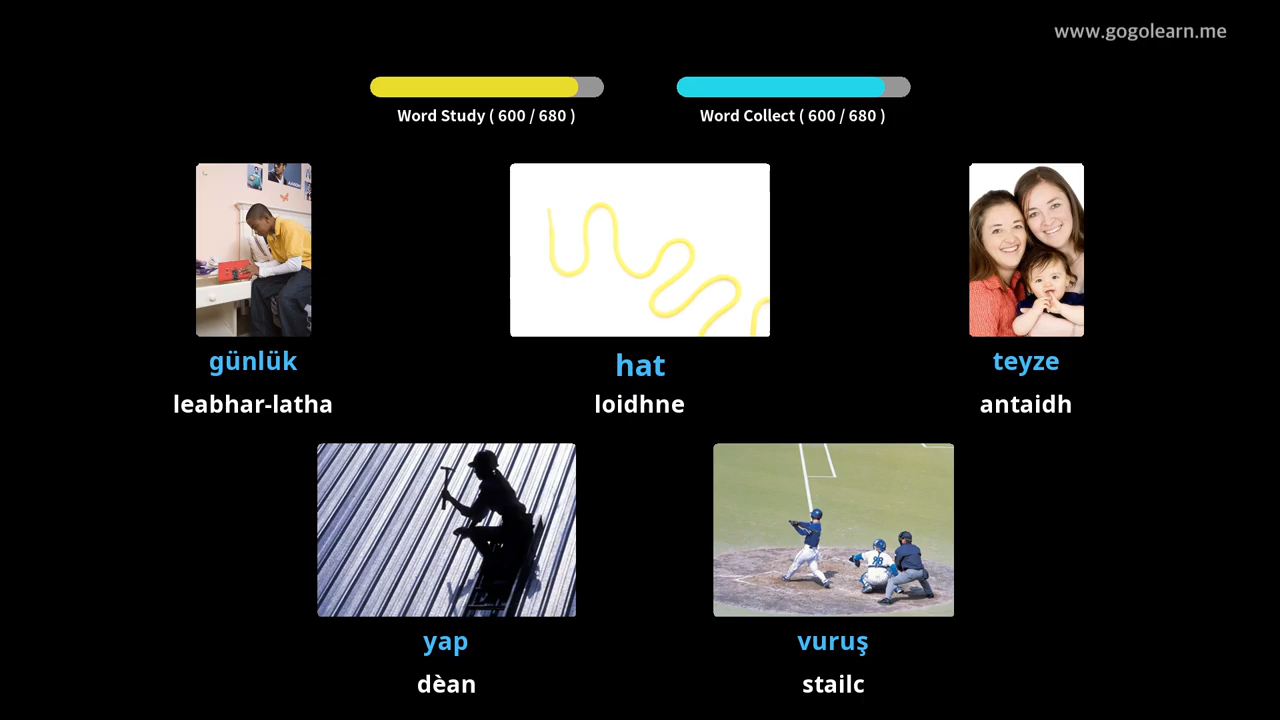 www.gogolearn.me
Word Study ( 600 / 680 )
Word Collect ( 600 / 680 )
günlük
hat
teyze
leabhar-latha
loidhne
antaidh
yap
vuruş
dèan
stailc